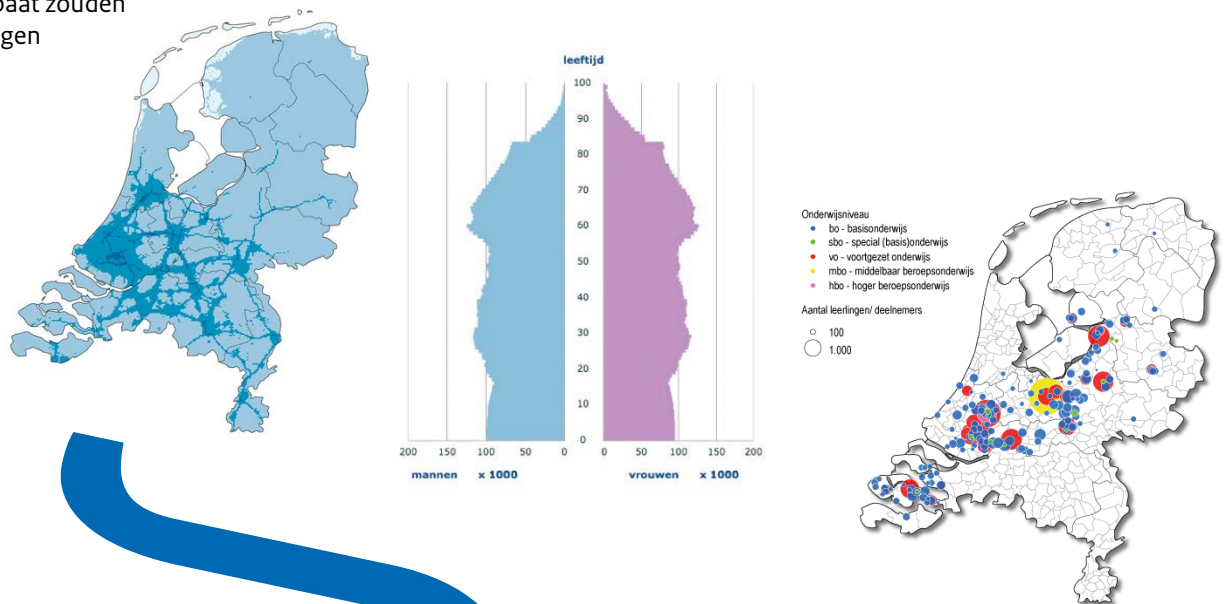 baat zouden
gen
leeftijd
100
90
80
70
60
50
40
30
20
10
0
200 150 100 50 0
0 50 100 150 200
mannen x 1000
vrouwen x 1000
Onderwijsniveau
bo - basisonderwijs
sbo - special (basis)onderwijs
vo - voortgezet onderwijs
mbo - middelbaar beroepsonderwijs
hbo - hoger beroepsonderwijs
Aantal leerlingen/ deelnemers
100
1.000